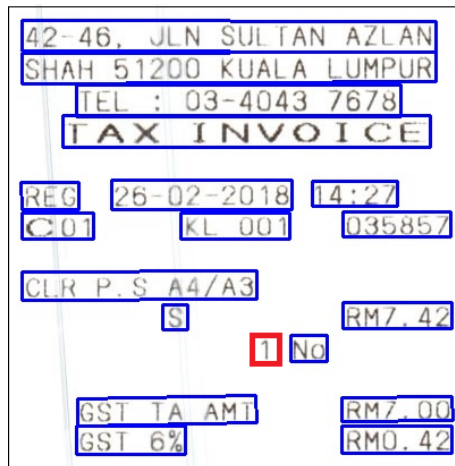 42-46, JLN SULTAN AZLAN
SHAH 51200 KUALA LUMPUR
TEL : 03-4043 7678
TAX INVOICE
REG 26-02-2018 14:27
C01 KL 001 035857
CLR P.S A4/A3
S RM7.42
1 No
GST TA AMT RM7.00
GST 6% RM0.42